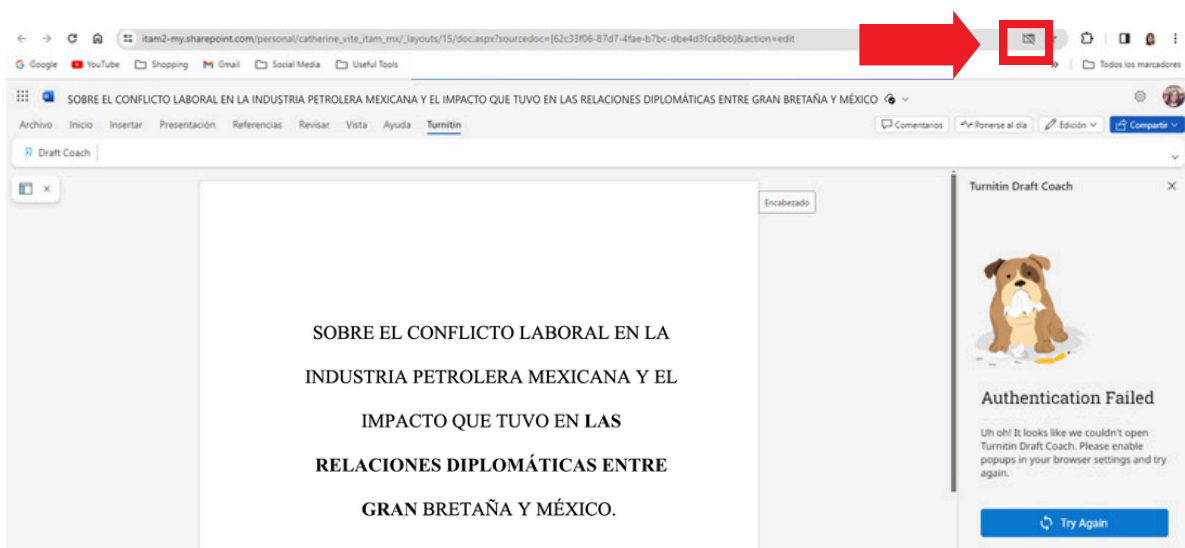 itam2-my.sharepoint.com/personal/catherine_vite_itam_mx/_layouts/15/doc.aspx?sourcedoc={62c33f06-87d7-4fae-b7bc-dbe4d3fca8bb}&action=edit
Google YouTube Shopping Gmail Social Media Useful Tools » Todos los marcadores
SOBRE EL CONFLICTO LABORAL EN LA INDUSTRIA PETROLERA MEXICANA Y EL IMPACTO QUE TUVO EN LAS RELACIONES DIPLOMÁTICAS ENTRE GRAN BRETAÑA Y MÉXICO
Archivo Inicio Insertar Presentación Referencias Revisar Vista Ayuda Turnitin Comentarios Ponerse al día Edición Compartir
Draft Coach
Turnitin Draft Coach
Encabezado
SOBRE EL CONFLICTO LABORAL EN LA
INDUSTRIA PETROLERA MEXICANA Y EL
IMPACTO QUE TUVO EN LAS
RELACIONES DIPLOMÁTICAS ENTRE
GRAN BRETAÑA Y MÉXICO.
Authentication Failed
Uh oh! It looks like we couldn't open
Turnitin Draft Coach. Please enable
popups in your browser settings and try
again.
Try Again